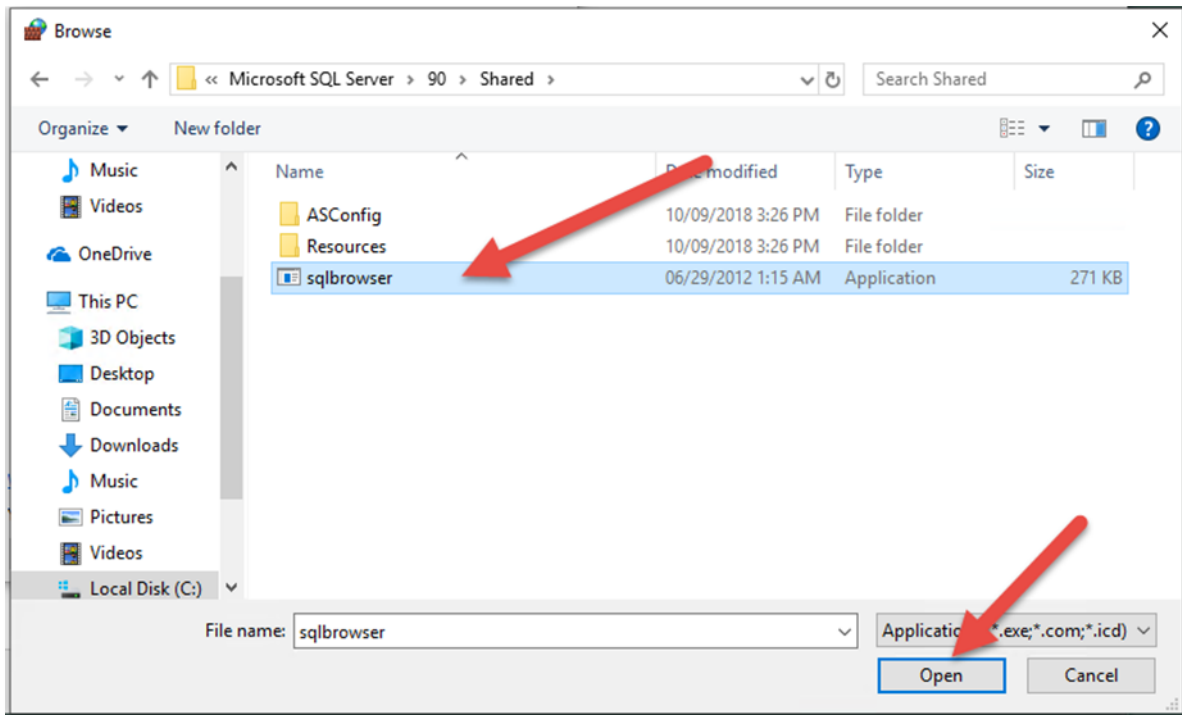 Browse
« Microsoft SQL Server > 90 > Shared >
Search Shared
Organize
New folder
Music
Videos
OneDrive
This PC
3D Objects
Desktop
Documents
Downloads
Music
Pictures
Videos
Local Disk (C:)
Name modified Type Size
ASConfig 10/09/2018 3:26 PM File folder
Resources 10/09/2018 3:26 PM File folder
sqlbrowser 06/29/2012 1:15 AM Application 271 KB
File name: sqlbrowser
*.exe;*.com;*.icd)
Open Cancel